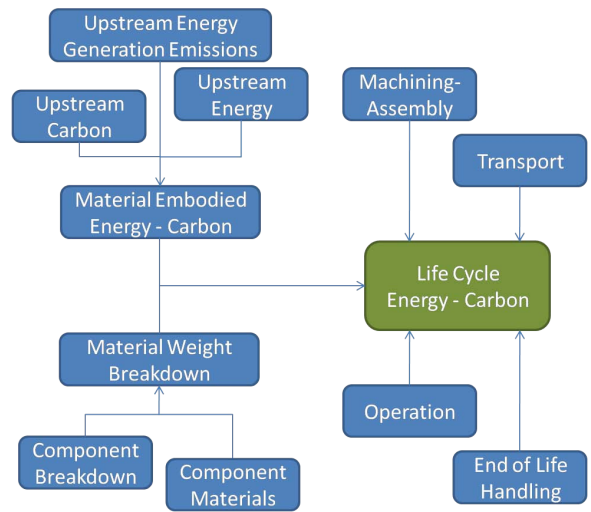 Upstream Energy
Generation Emissions
Upstream
Carbon
Upstream
Energy
Machining-
Assembly
Transport
Material Embodied
Energy - Carbon
Life Cycle
Energy - Carbon
Material Weight
Breakdown
Operation
Component
Breakdown
Component
Materials
End of Life
Handling